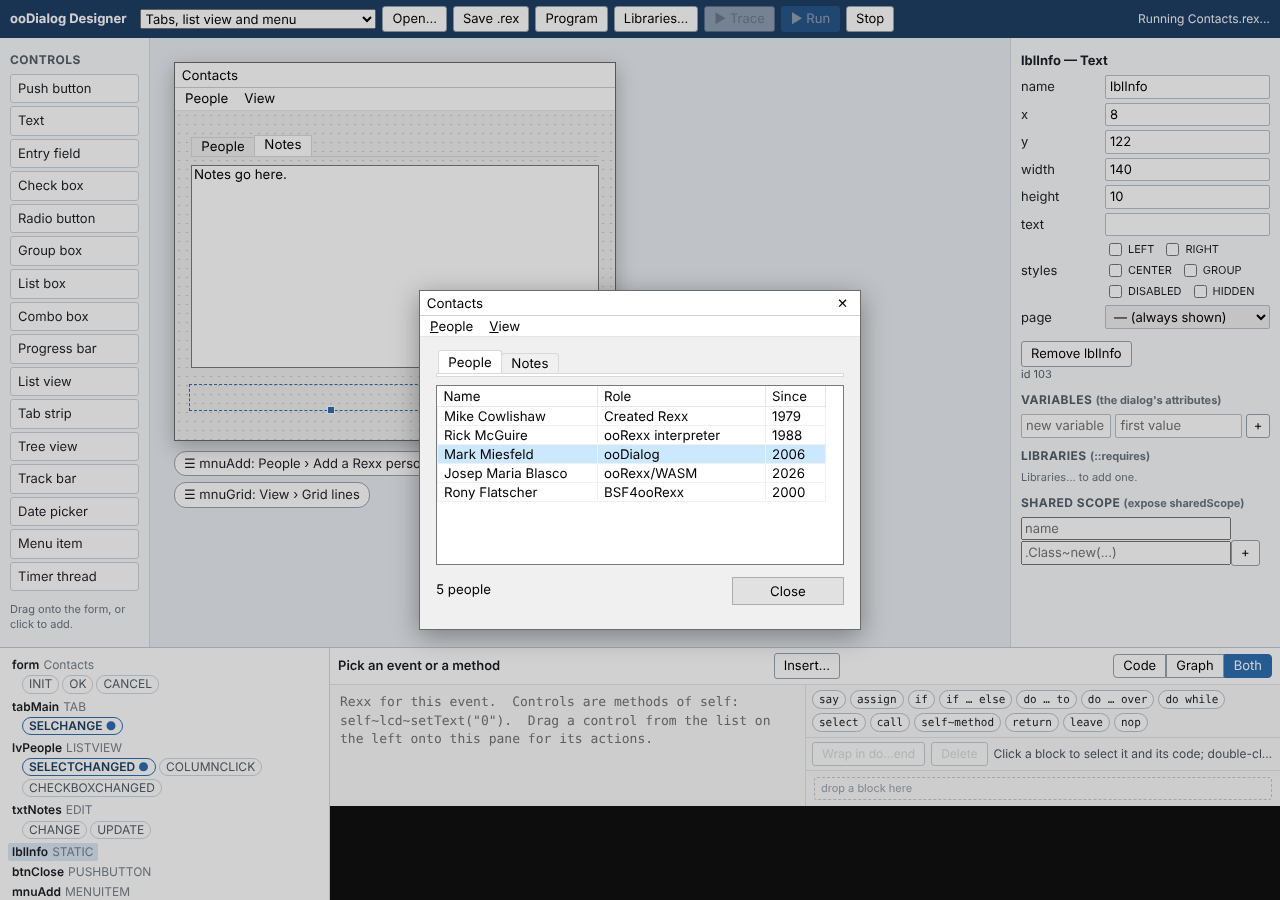 ooDialog Designer
Tabs, list view and menu
Open...
Save .rex
Program
Libraries...
▶ Trace
▶ Run
Stop
Running Contacts.rex...
CONTROLS
Push button
Text
Entry field
Check box
Radio button
Group box
List box
Combo box
Progress bar
List view
Tab strip
Tree view
Track bar
Date picker
Menu item
Timer thread
Drag onto the form, or
click to add.
Contacts
People View
People Notes
Notes go here.
☰ mnuAdd: People › Add a Rexx perso
☰ mnuGrid: View › Grid lines
Contacts ✕
People View
People Notes
Name Role Since
Mike Cowlishaw Created Rexx 1979
Rick McGuire ooRexx interpreter 1988
Mark Miesfeld ooDialog 2006
Josep Maria Blasco ooRexx/WASM 2026
Rony Flatscher BSF4ooRexx 2000
5 people
Close
lblInfo — Text
name lblInfo
x 8
y 122
width 140
height 10
text
styles
LEFT RIGHT
CENTER GROUP
DISABLED HIDDEN
page — (always shown)
Remove lblInfo
id 103
VARIABLES (the dialog's attributes)
new variable first value +
LIBRARIES (::requires)
Libraries... to add one.
SHARED SCOPE (expose sharedScope)
name
.Class~new(...) +
form Contacts
INIT OK CANCEL
tabMain TAB
SELCHANGE ●
lvPeople LISTVIEW
SELECTCHANGED ● COLUMNCLICK
CHECKBOXCHANGED
txtNotes EDIT
CHANGE UPDATE
lblInfo STATIC
btnClose PUSHBUTTON
mnuAdd MENUITEM
Pick an event or a method
Insert...
Code Graph Both
Rexx for this event. Controls are methods of self:
self~lcd~setText("0"). Drag a control from the list on
the left onto this pane for its actions.
say assign if if … else do … to do … over do while
select call self~method return leave nop
Wrap in do...end Delete Click a block to select it and its code; double-cl...
drop a block here